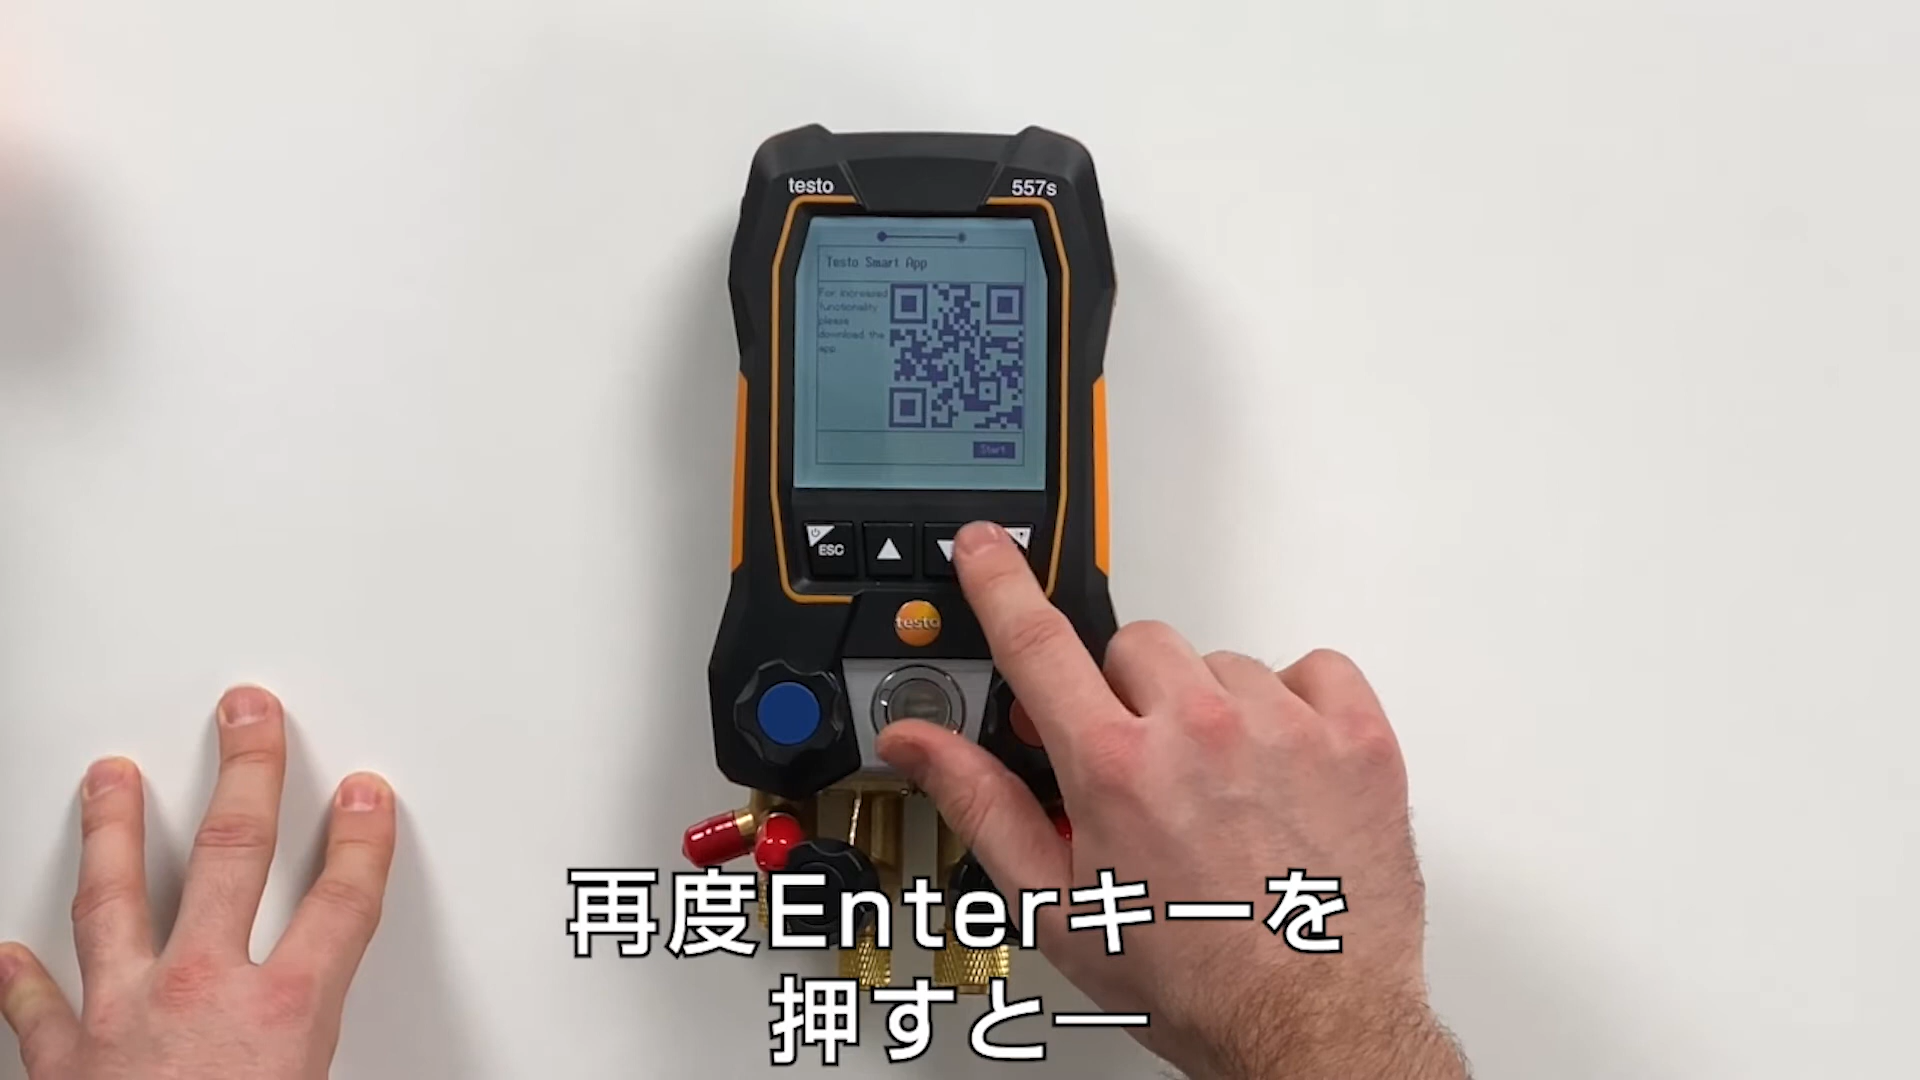 testo
557s
Testo Smart App
For increased
functionality
please
download the
app
Start
ESC
testo
再度Enterキーを
押すと―